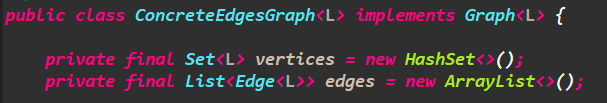 public class ConcreteEdgesGraph<L> implements Graph<L> {
private final Set<L> vertices = new HashSet<>();
private final List<Edge<L>> edges = new ArrayList<>();